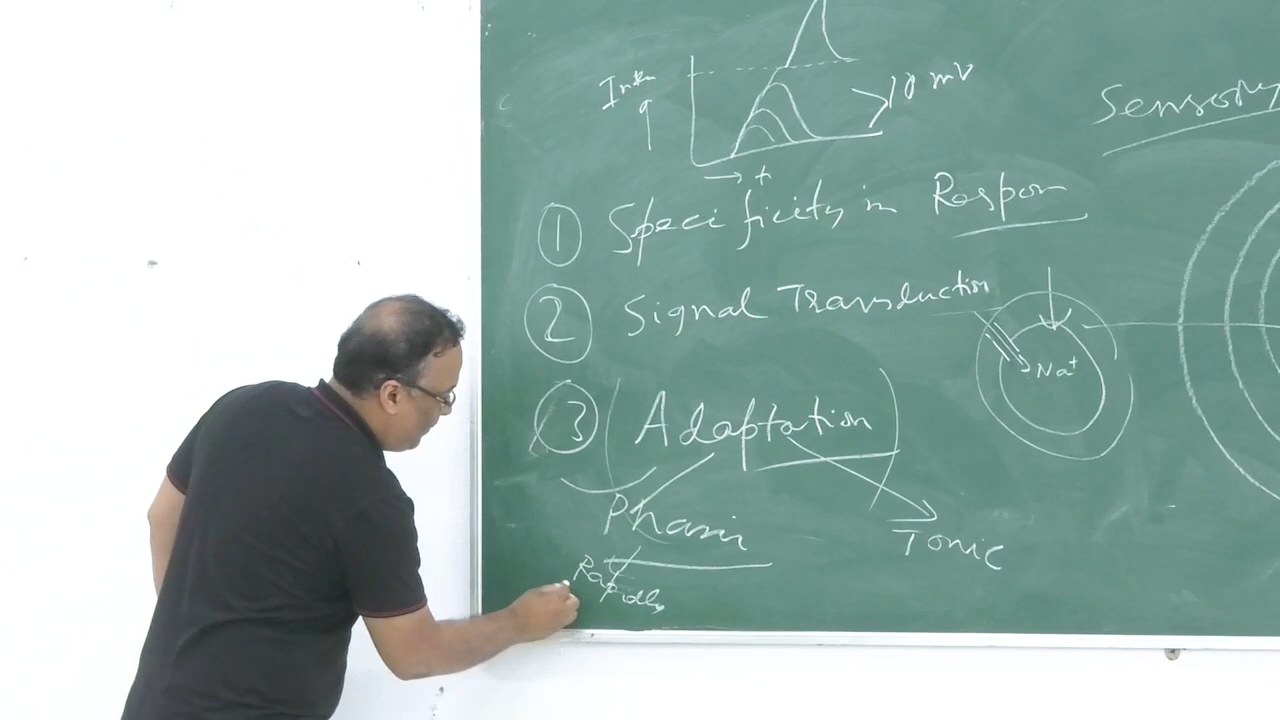 10 mV
Sensory
→ +
① Specificity in Respon
② Signal Transduction
Na+
③ Adaptation
Phasic
Tonic
Rapidly